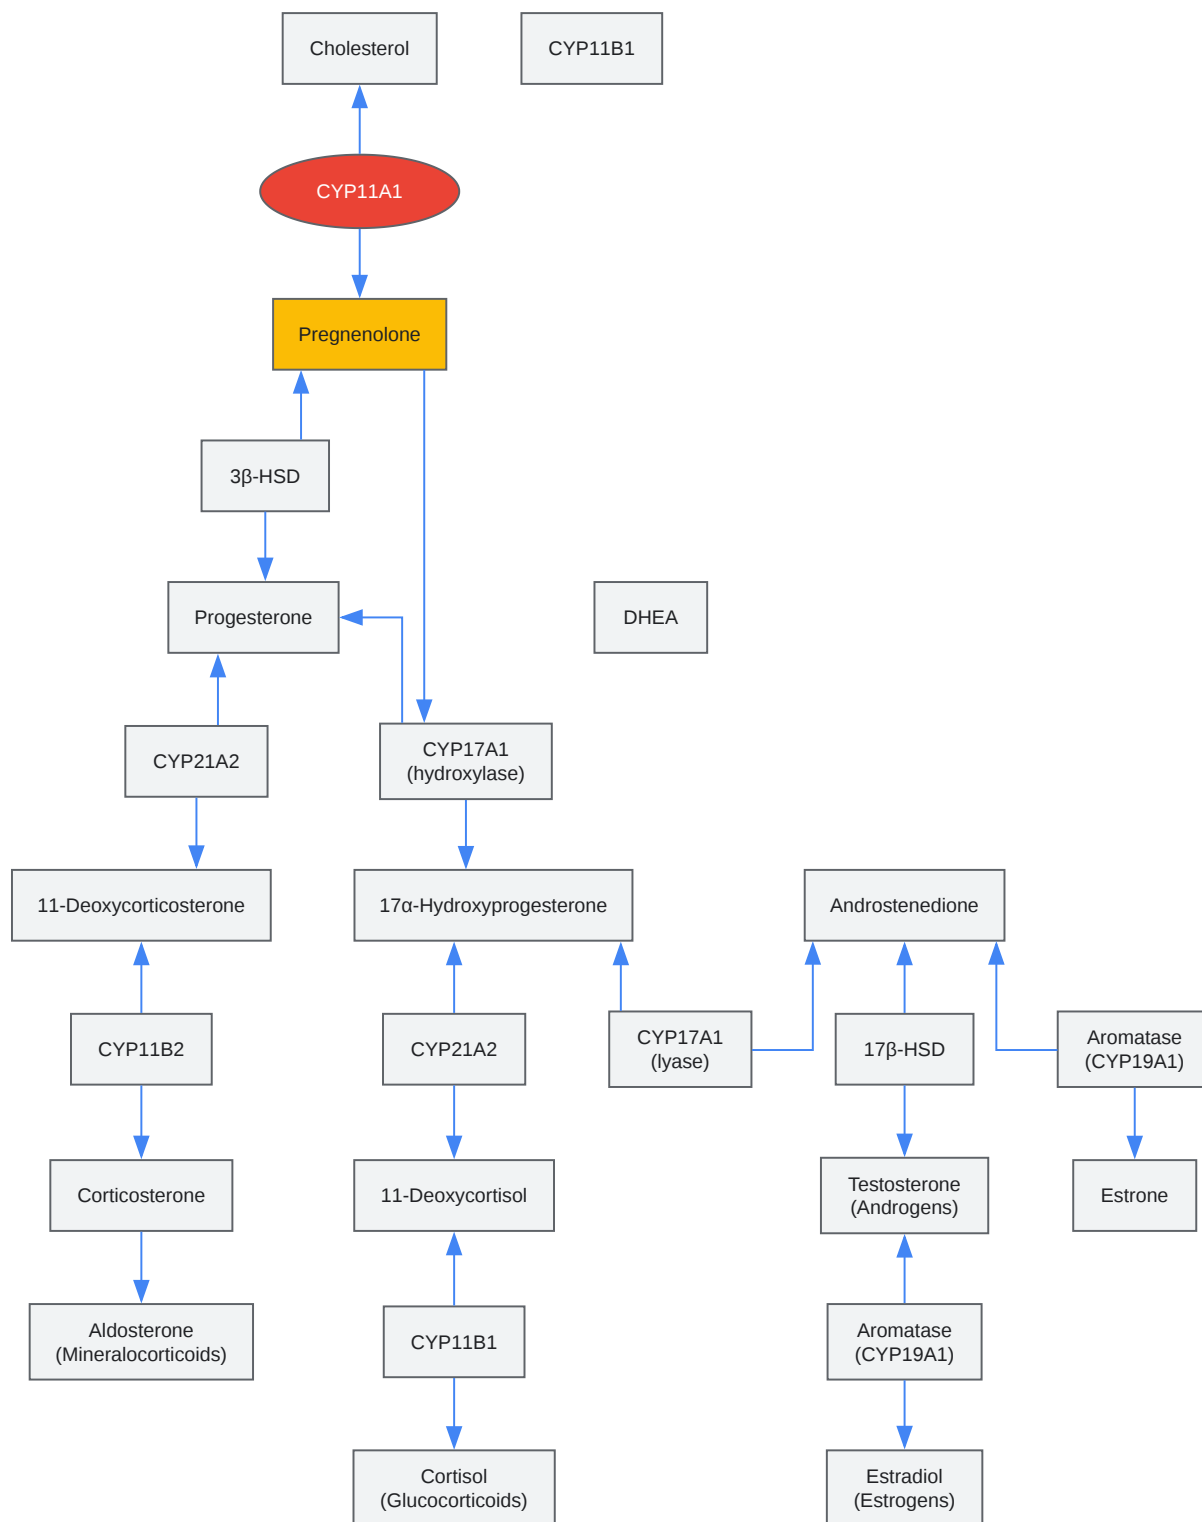 Cholesterol
CYP11B1
CYP11A1
Pregnenolone
3β-HSD
Progesterone
DHEA
CYP21A2
CYP17A1
(hydroxylase)
11-Deoxycorticosterone
17α-Hydroxyprogesterone
Androstenedione
CYP11B2
CYP21A2
CYP17A1
(lyase)
17β-HSD
Aromatase
(CYP19A1)
Corticosterone
11-Deoxycortisol
Testosterone
(Androgens)
Estrone
Aldosterone
(Mineralocorticoids)
CYP11B1
Aromatase
(CYP19A1)
Cortisol
(Glucocorticoids)
Estradiol
(Estrogens)